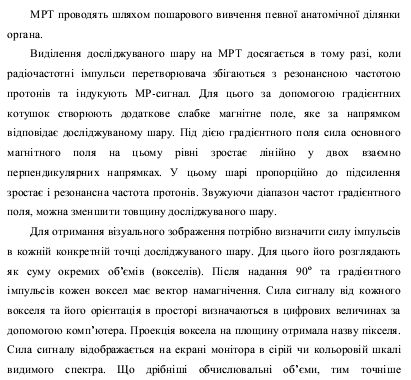 МРТ проводять шляхом пошарового вивчення певної анатомічної ділянки
органа.
Виділення досліджуваного шару на МРТ досягається в тому разі, коли
радіочастотні імпульси перетворювача збігаються з резонансною частотою
протонів та індукують МР-сигнал. Для цього за допомогою градієнтних
котушок створюють додаткове слабке магнітне поле, яке за напрямком
відповідає досліджуваному шару. Під дією градієнтного поля сила основного
магнітного поля на цьому рівні зростає лінійно у двох взаємно
перпендикулярних напрямках. У цьому шарі пропорційно до підсилення
зростає і резонансна частота протонів. Звужуючи діапазон частот градієнтного
поля, можна зменшити товщину досліджуваного шару.
Для отримання візуального зображення потрібно визначити силу імпульсів
в кожній конкретній точці досліджуваного шару. Для цього його розглядають
як суму окремих об’ємів (вокселів). Після надання 90º та градієнтного
імпульсів кожен воксел має вектор намагнічення. Сила сигналу від кожного
вокселя та його орієнтація в просторі визначаються в цифрових величинах за
допомогою комп’ютера. Проекція воксела на площину отримала назву пікселя.
Сила сигналу відображається на екрані монитора в сірій чи кольоровій шкалі
видимого спектра. Що дрібніші обчислювальні об’єми, тим точніше